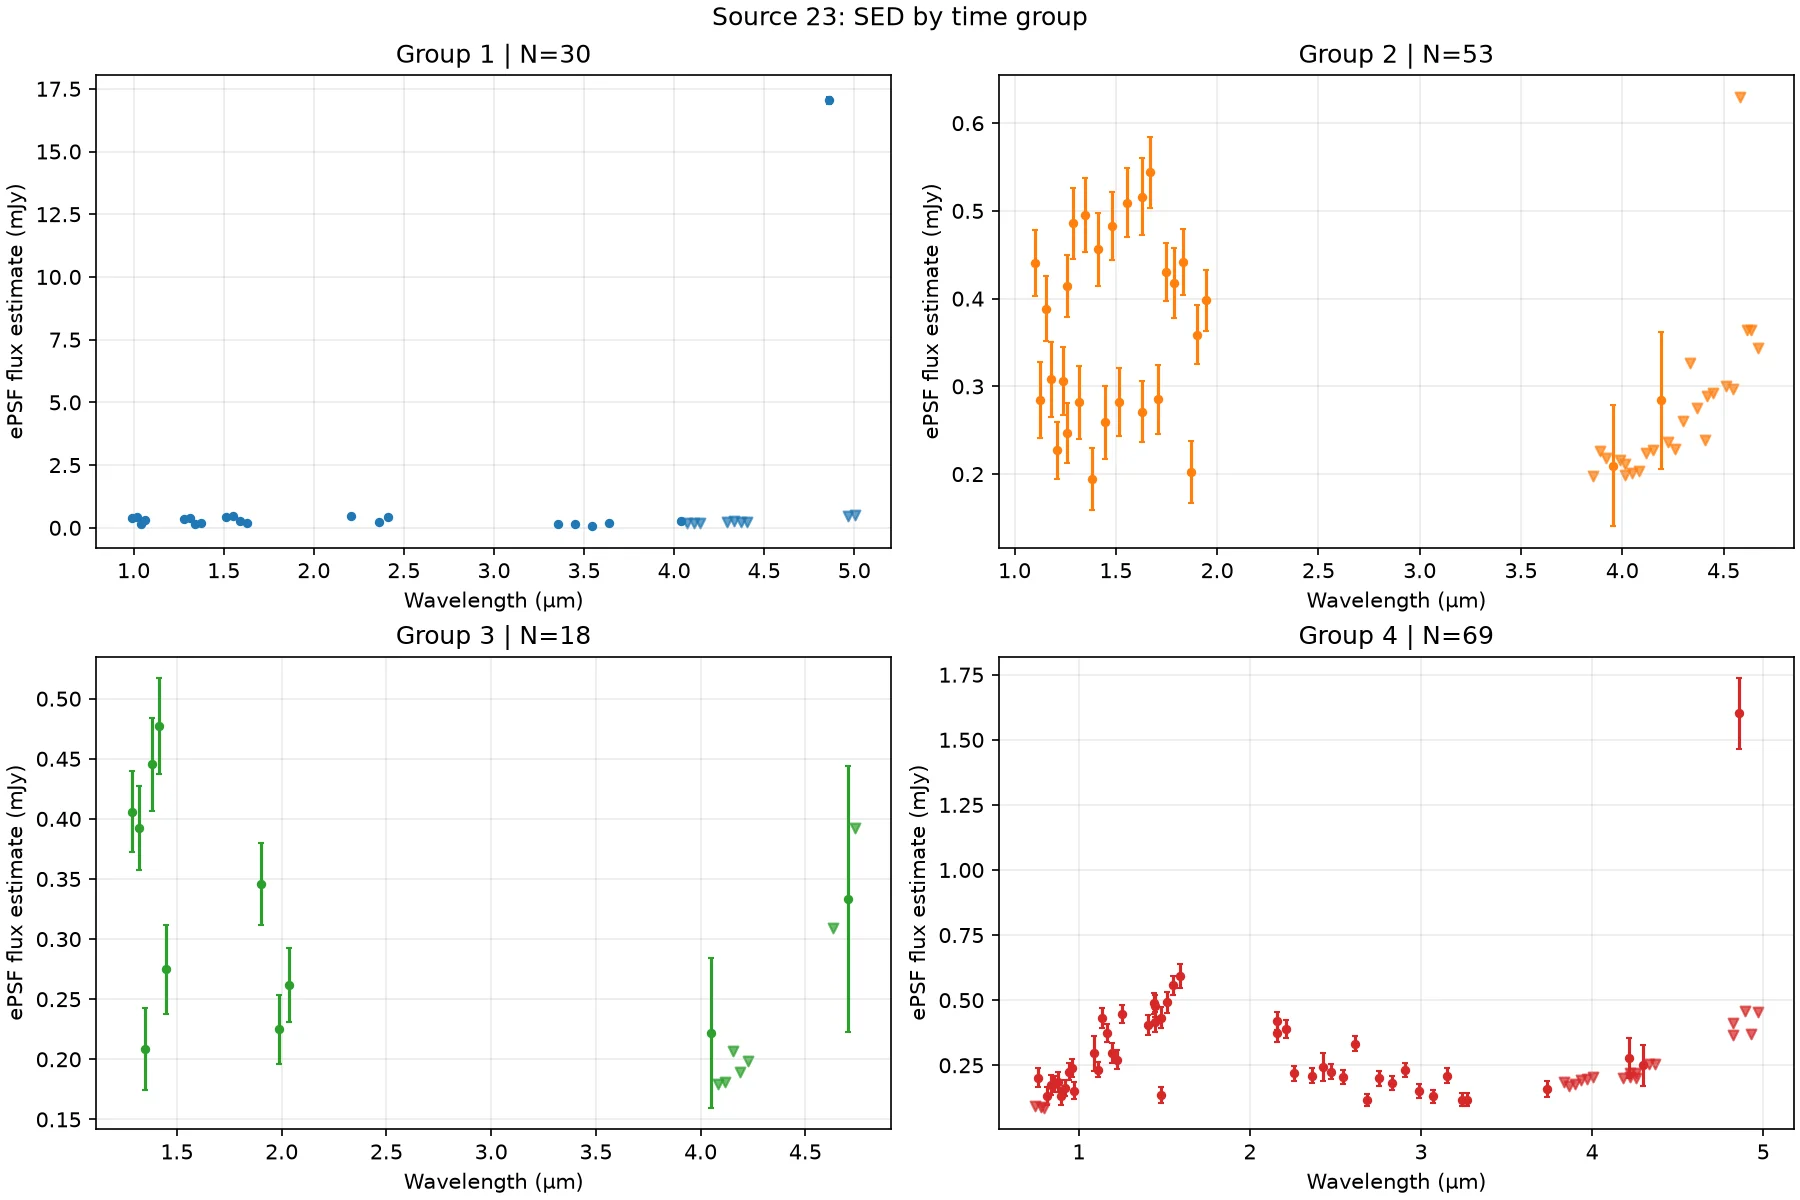 Source 23: SED by time group
Group 1 | N=30
17.5
15.0
12.5
10.0
7.5
5.0
2.5
0.0
ePSF flux estimate (mJy)
1.0 1.5 2.0 2.5 3.0 3.5 4.0 4.5 5.0
Wavelength (μm)
Group 2 | N=53
0.6
0.5
0.4
0.3
0.2
ePSF flux estimate (mJy)
1.0 1.5 2.0 2.5 3.0 3.5 4.0 4.5
Wavelength (μm)
Group 3 | N=18
0.50
0.45
0.40
0.35
0.30
0.25
0.20
0.15
ePSF flux estimate (mJy)
1.5 2.0 2.5 3.0 3.5 4.0 4.5
Wavelength (μm)
Group 4 | N=69
1.75
1.50
1.25
1.00
0.75
0.50
0.25
ePSF flux estimate (mJy)
1 2 3 4 5
Wavelength (μm)